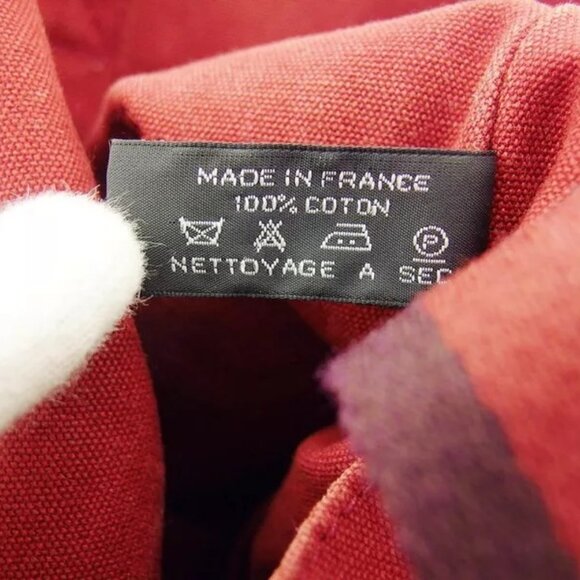 MADE IN FRANCE
100% COTON
P
NETTOYAGE A SEC